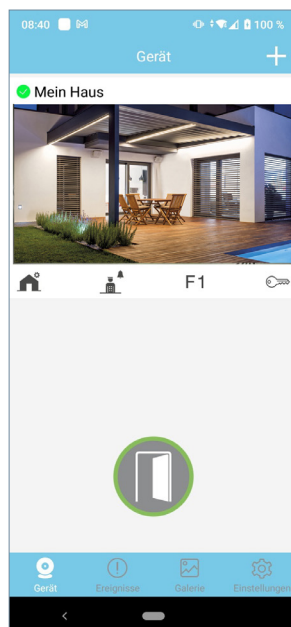 08:40 100 %
Gerät
Mein Haus
F1
Gerät Ereignisse Galerie Einstellungen